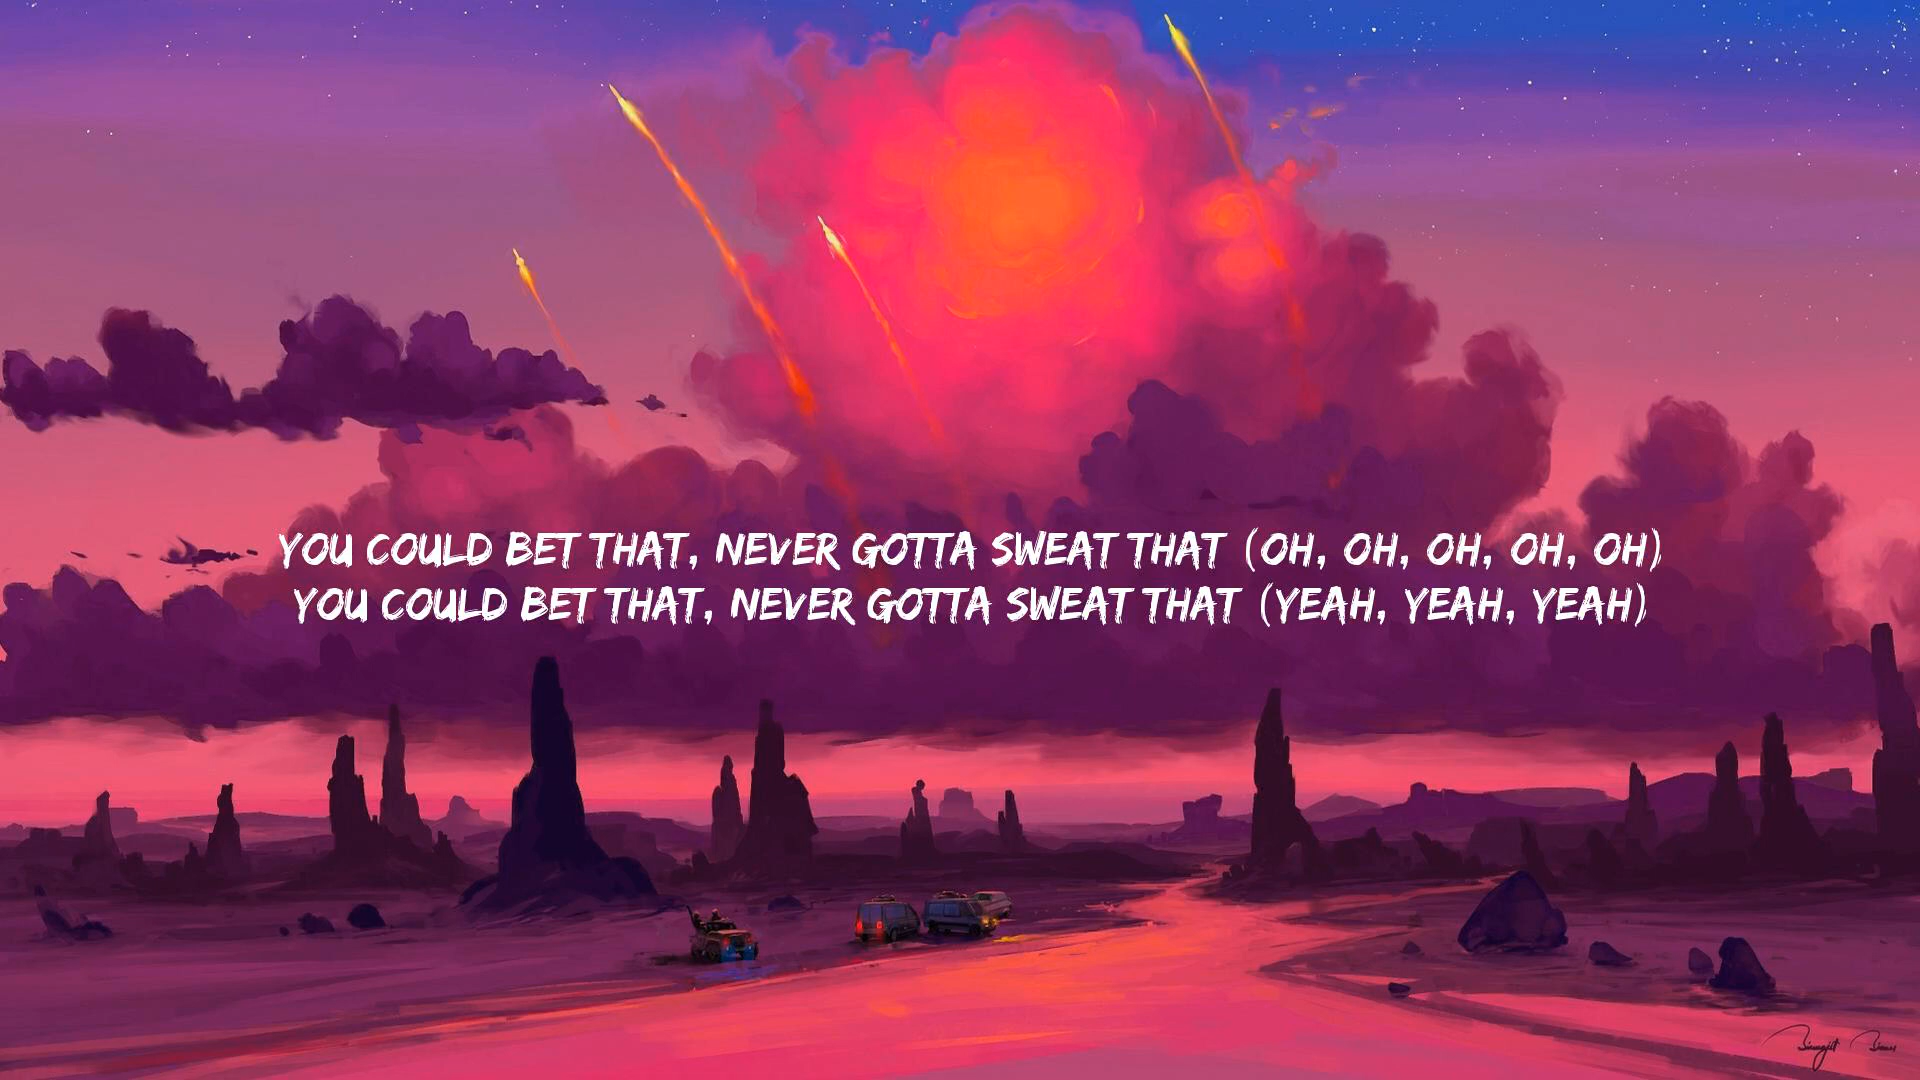 YOU COULD BET THAT, NEVER GOTTA SWEAT THAT (OH, OH, OH, OH, OH)
YOU COULD BET THAT, NEVER GOTTA SWEAT THAT (YEAH, YEAH, YEAH)